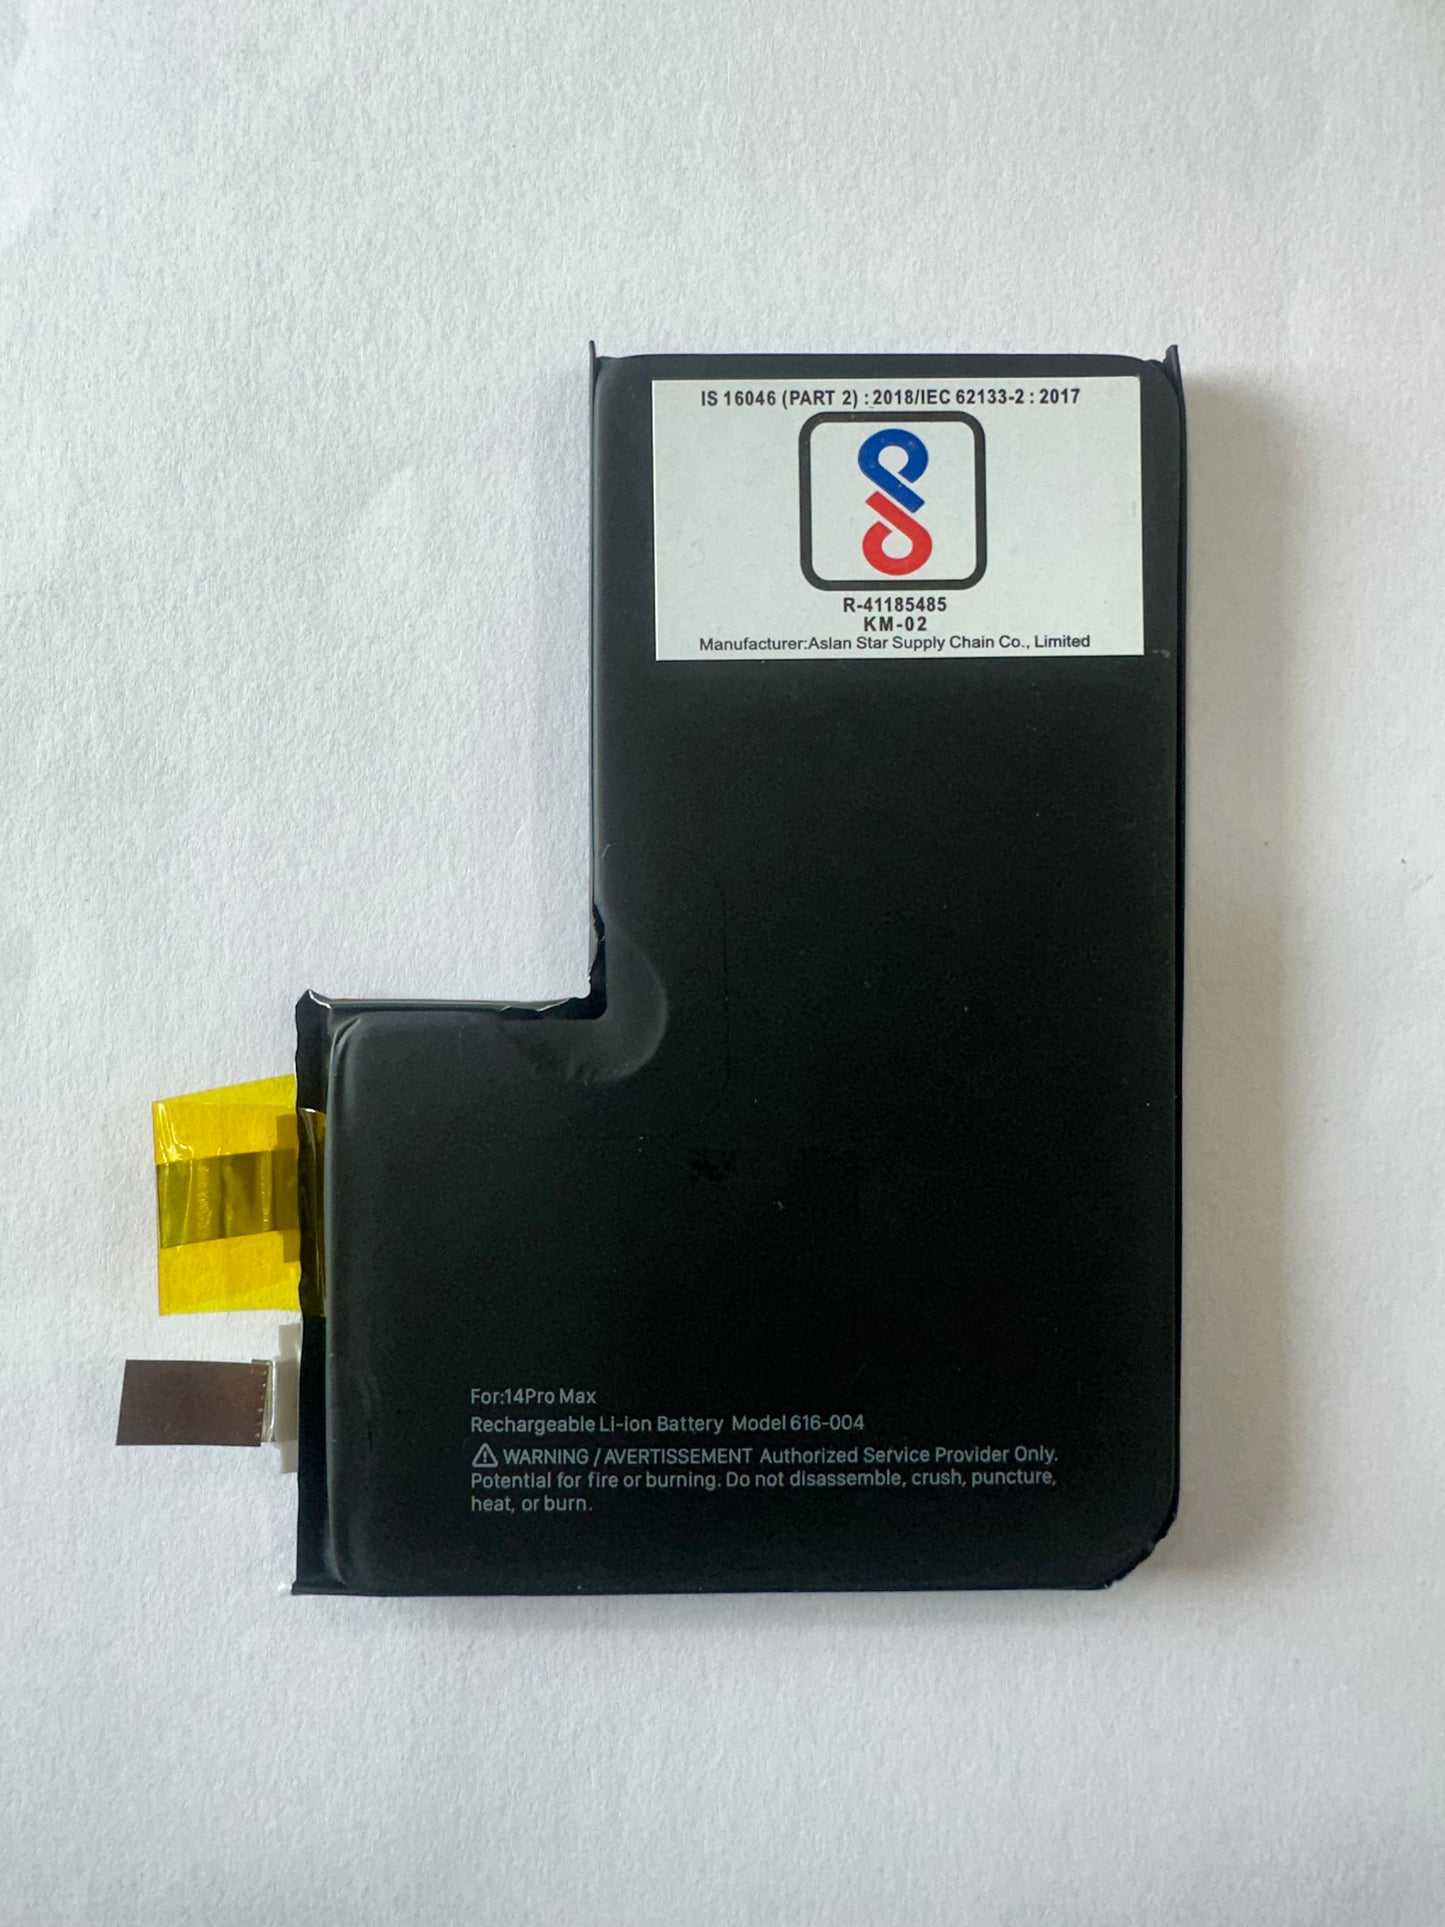 IS 16046 (PART 2) : 2018/IEC 62133-2 : 2017
R-41185485
KM-02
Manufacturer:Aslan Star Supply Chain Co., Limited
For:14Pro Max
Rechargeable Li-ion Battery Model 616-004
WARNING / AVERTISSEMENT Authorized Service Provider Only.
Potential for fire or burning. Do not disassemble, crush, puncture,
heat, or burn.